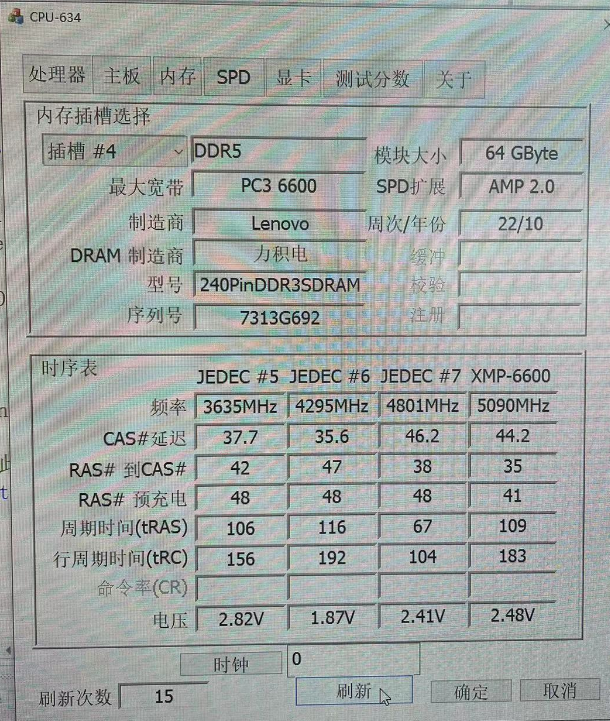 CPU-634
处理器 主板 内存 SPD 显卡 测试分数 关于
内存插槽选择
插槽 #4 DDR5 模块大小 64 GByte
最大宽带 PC3 6600 SPD扩展 AMP 2.0
制造商 Lenovo 周次/年份 22/10
DRAM 制造商 力积电 缓冲
型号 240PinDDR3SDRAM 校验
序列号 7313G692 注册
时序表
JEDEC #5 JEDEC #6 JEDEC #7 XMP-6600
频率 3635MHz 4295MHz 4801MHz 5090MHz
CAS#延迟 37.7 35.6 46.2 44.2
RAS# 到CAS# 42 47 38 35
RAS# 预充电 48 48 48 41
周期时间(tRAS) 106 116 67 109
行周期时间(tRC) 156 192 104 183
命令率(CR)
电压 2.82V 1.87V 2.41V 2.48V
时钟 0
刷新次数 15 刷新 确定 取消